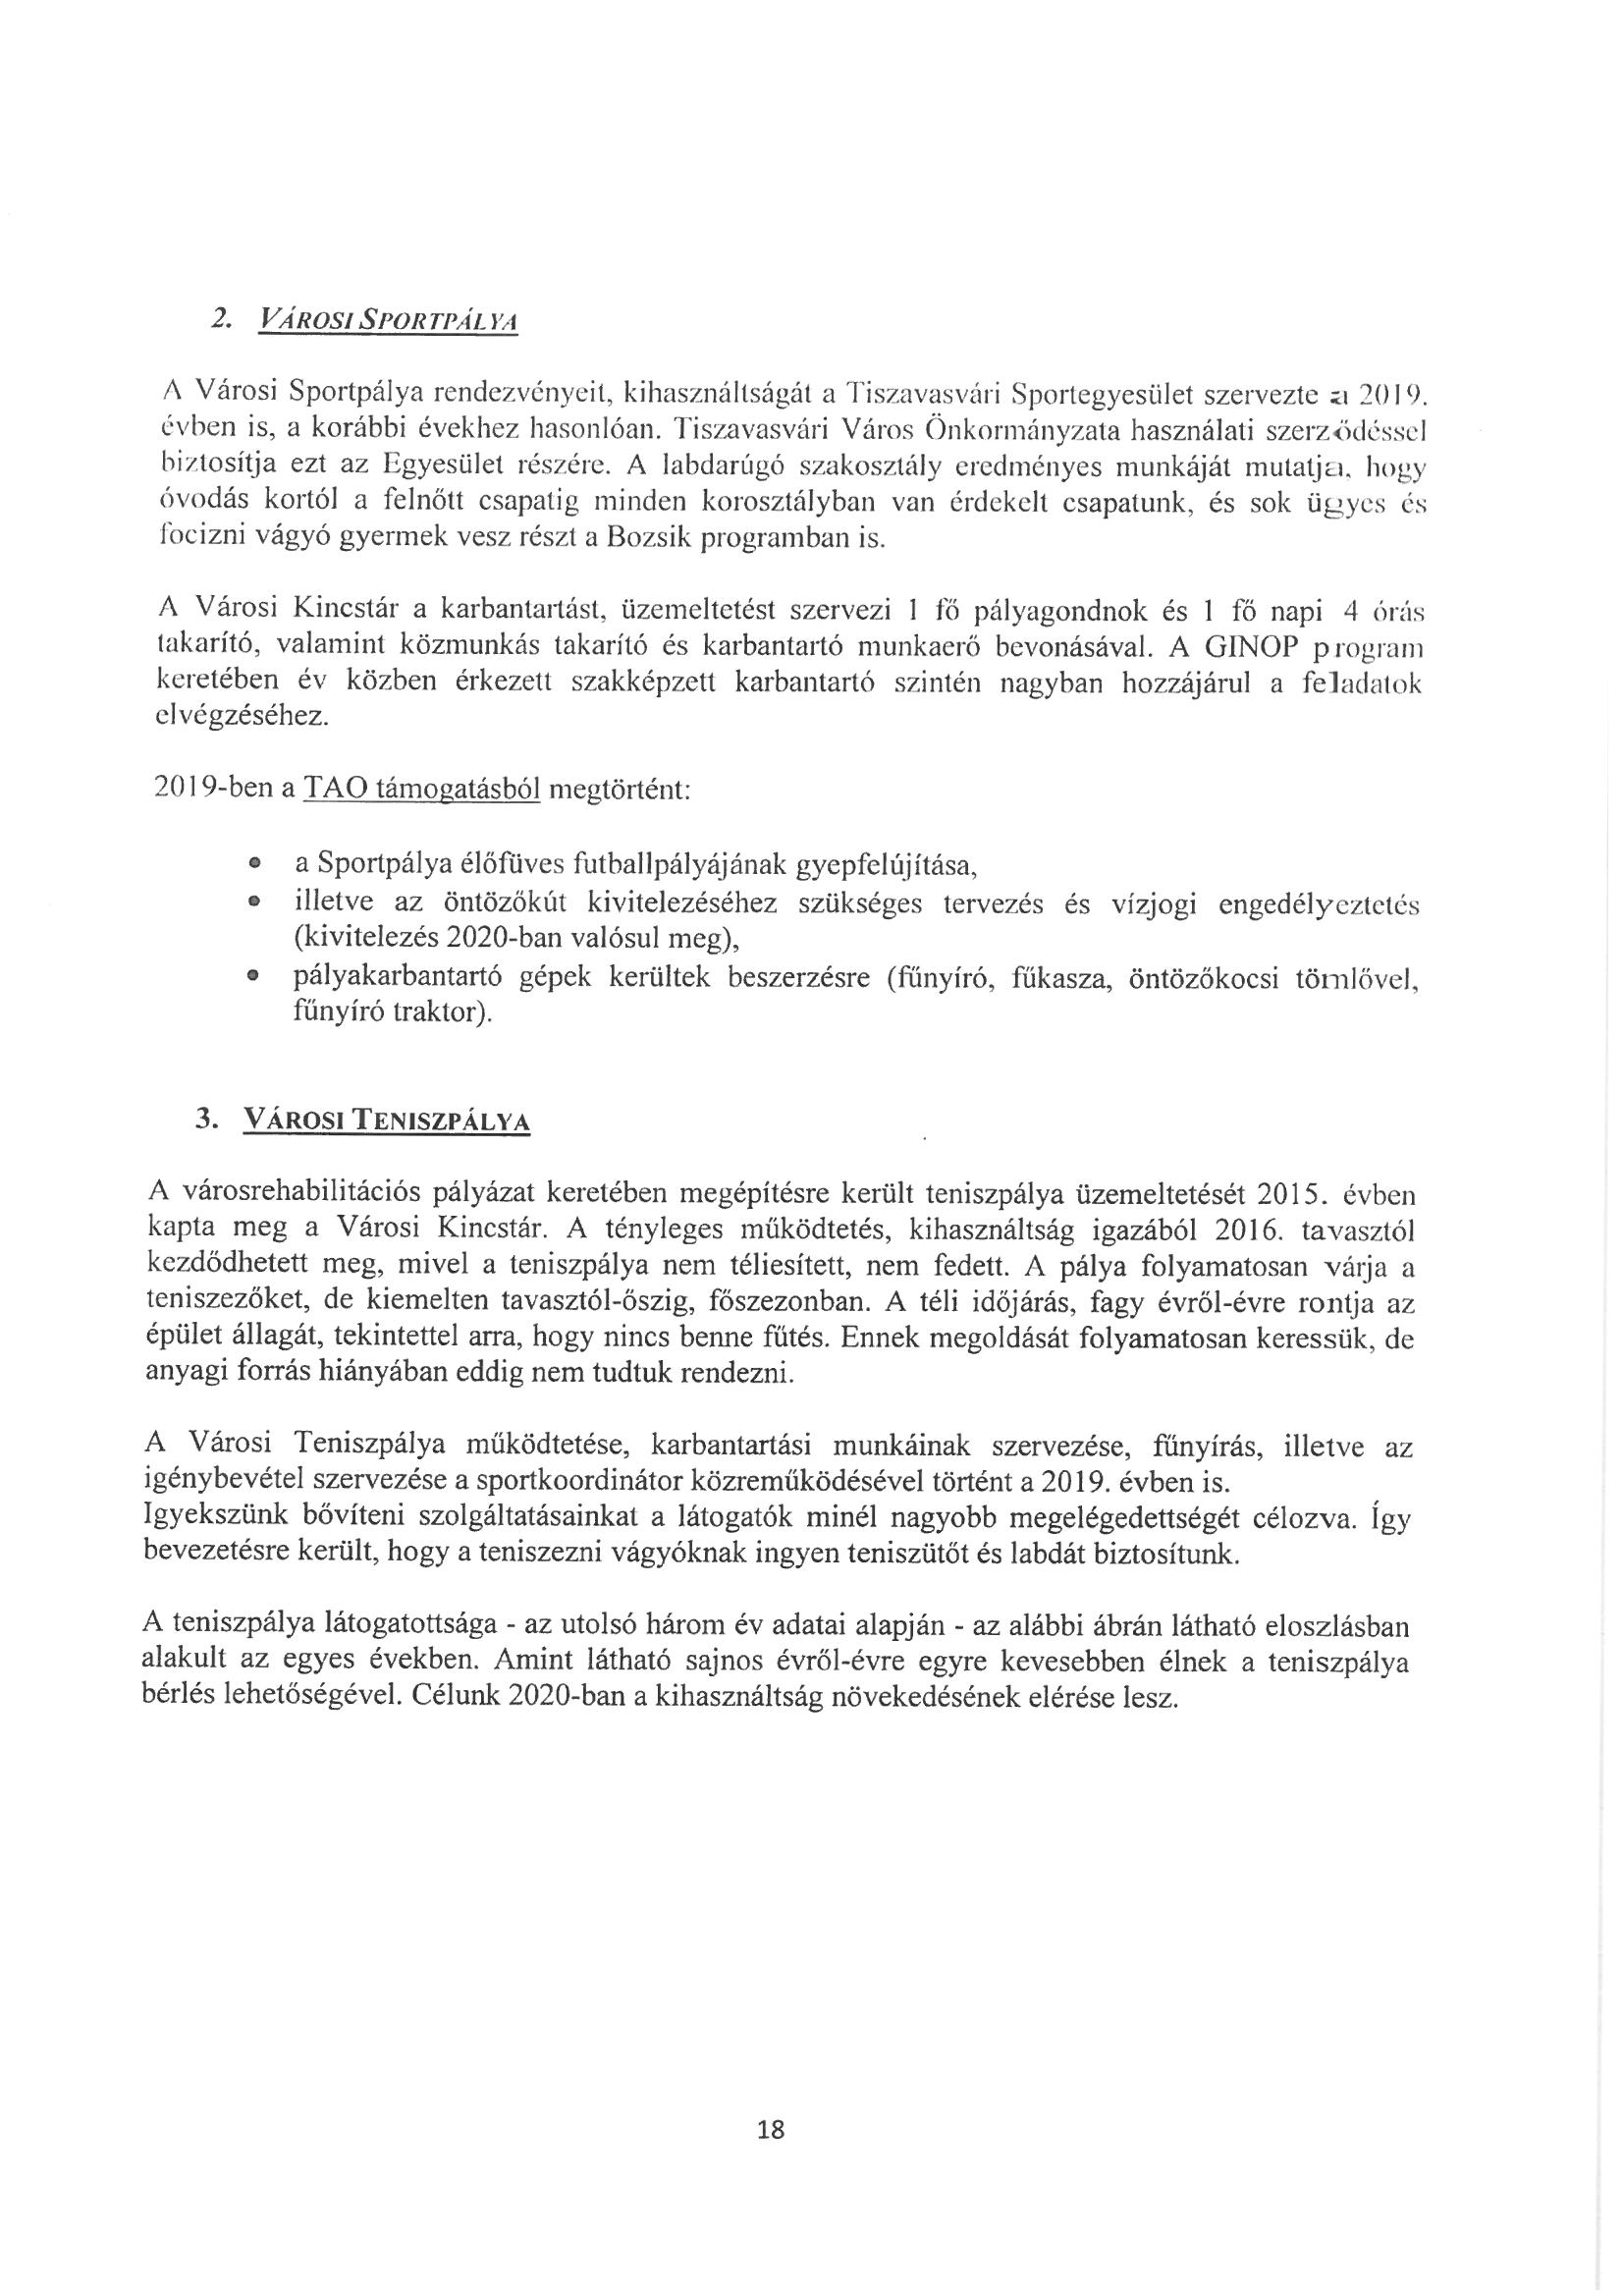 2. VÁROSI SPORTPÁLYA
A Városi Sportpálya rendezvényeit, kihasználtságát a Tiszavasvári Sportegyesület szervezte a 2019.
évben is, a korábbi évekhez hasonlóan. Tiszavasvári Város Önkormányzata használati szerződéssel
biztosítja ezt az Egyesület részére. A labdarúgó szakosztály eredményes munkáját mutatja, hogy
óvodás kortól a felnőtt csapatig minden korosztályban van érdekelt csapatunk, és sok ügyes és
focizni vágyó gyermek vesz részt a Bozsik programban is.
A Városi Kincstár a karbantartást, üzemeltetést szervezi 1 fő pályagondnok és 1 fő napi 4 órás
takarító, valamint közmunkás takarító és karbantartó munkaerő bevonásával. A GINOP program
keretében év közben érkezett szakképzett karbantartó szintén nagyban hozzájárul a feladatok
elvégzéséhez.
2019-ben a TAO támogatásból megtörtént:
• a Sportpálya élőfüves futballpályájának gyepfelújítása,
• illetve az öntözőkút kivitelezéséhez szükséges tervezés és vízjogi engedélyeztetés
(kivitelezés 2020-ban valósul meg),
• pályakarbantartó gépek kerültek beszerzésre (fűnyíró, fűkasza, öntözőkocsi tömlővel,
fűnyíró traktor).
3. VÁROSI TENISZPÁLYA
A városrehabilitációs pályázat keretében megépítésre került teniszpálya üzemeltetését 2015. évben
kapta meg a Városi Kincstár. A tényleges működtetés, kihasználtság igazából 2016. tavasztól
kezdődhetett meg, mivel a teniszpálya nem téliesített, nem fedett. A pálya folyamatosan várja a
teniszezőket, de kiemelten tavasztól-őszig, főszezonban. A téli időjárás, fagy évről-évre rontja az
épület állagát, tekintettel arra, hogy nincs benne fűtés. Ennek megoldását folyamatosan keressük, de
anyagi forrás hiányában eddig nem tudtuk rendezni.
A Városi Teniszpálya működtetése, karbantartási munkáinak szervezése, fűnyírás, illetve az
igénybevétel szervezése a sportkoordinátor közreműködésével történt a 2019. évben is.
Igyekszünk bővíteni szolgáltatásainkat a látogatók minél nagyobb megelégedettségét célozva. Így
bevezetésre került, hogy a teniszezni vágyóknak ingyen teniszütőt és labdát biztosítunk.
A teniszpálya látogatottsága - az utolsó három év adatai alapján - az alábbi ábrán látható eloszlásban
alakult az egyes években. Amint látható sajnos évről-évre egyre kevesebben élnek a teniszpálya
bérlés lehetőségével. Célunk 2020-ban a kihasználtság növekedésének elérése lesz.
18